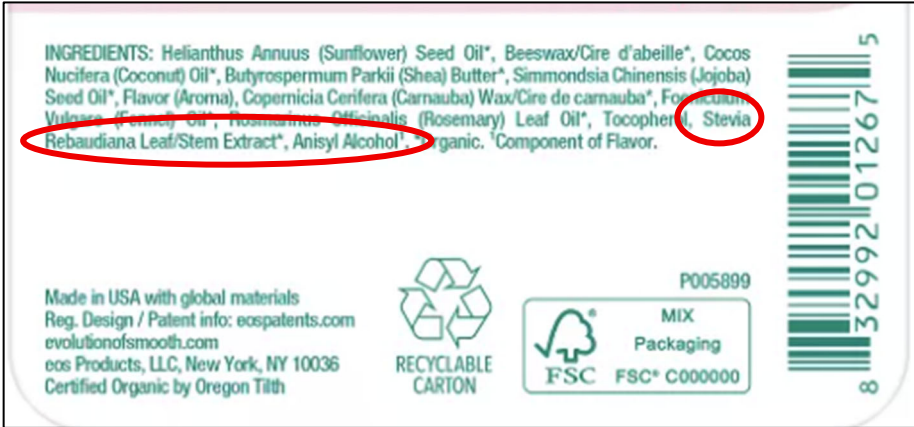 INGREDIENTS: Helianthus Annuus (Sunflower) Seed Oil*, Beeswax/Cire d'abeille*, Cocos
Nucifera (Coconut) Oil*, Butyrospermum Parkii (Shea) Butter*, Simmondsia Chinensis (Jojoba)
Seed Oil*, Flavor (Aroma), Copernicia Cerifera (Carnauba) Wax/Cire de carnauba*, Foeniculum
Vulgare (Fennel) Oil*, Rosmarinus Officinalis (Rosemary) Leaf Oil*, Tocopherol, Stevia
Rebaudiana Leaf/Stem Extract*, Anisyl Alcohol¹. *Organic. ¹Component of Flavor.
Made in USA with global materials
Reg. Design / Patent info: eospatents.com
evolutionofsmooth.com
eos Products, LLC, New York, NY 10036
Certified Organic by Oregon Tilth
RECYCLABLE
CARTON
P005899
FSC
®
MIX
Packaging
FSC® C000000
8 32992 01267 5